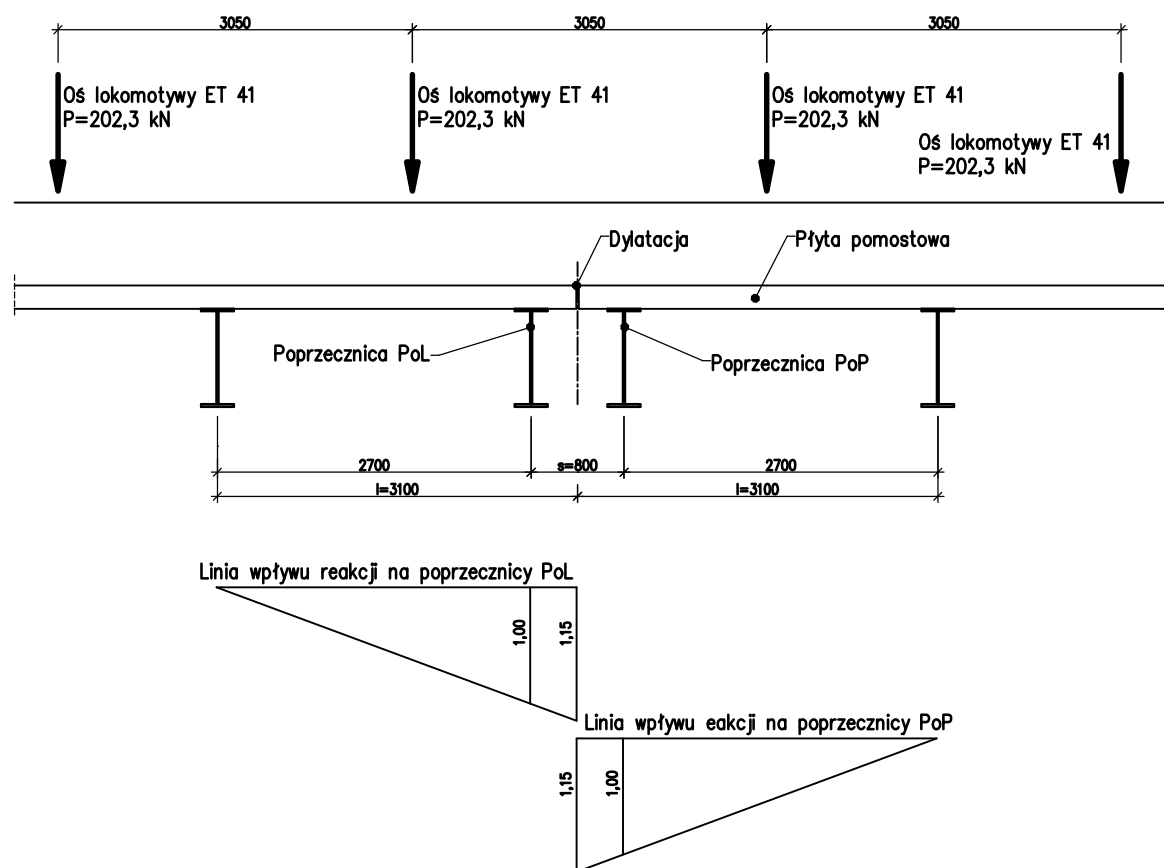 3050
3050
3050
Oś lokomotywy ET 41
P=202,3 kN
Oś lokomotywy ET 41
P=202,3 kN
Oś lokomotywy ET 41
P=202,3 kN
Oś lokomotywy ET 41
P=202,3 kN
Dylatacja
Płyta pomostowa
Poprzecznica PoL
Poprzecznica PoP
2700
s=800
2700
l=3100
l=3100
Linia wpływu reakcji na poprzecznicy PoL
1,00
1,15
Linia wpływu eakcji na poprzecznicy PoP
1,15
1,00